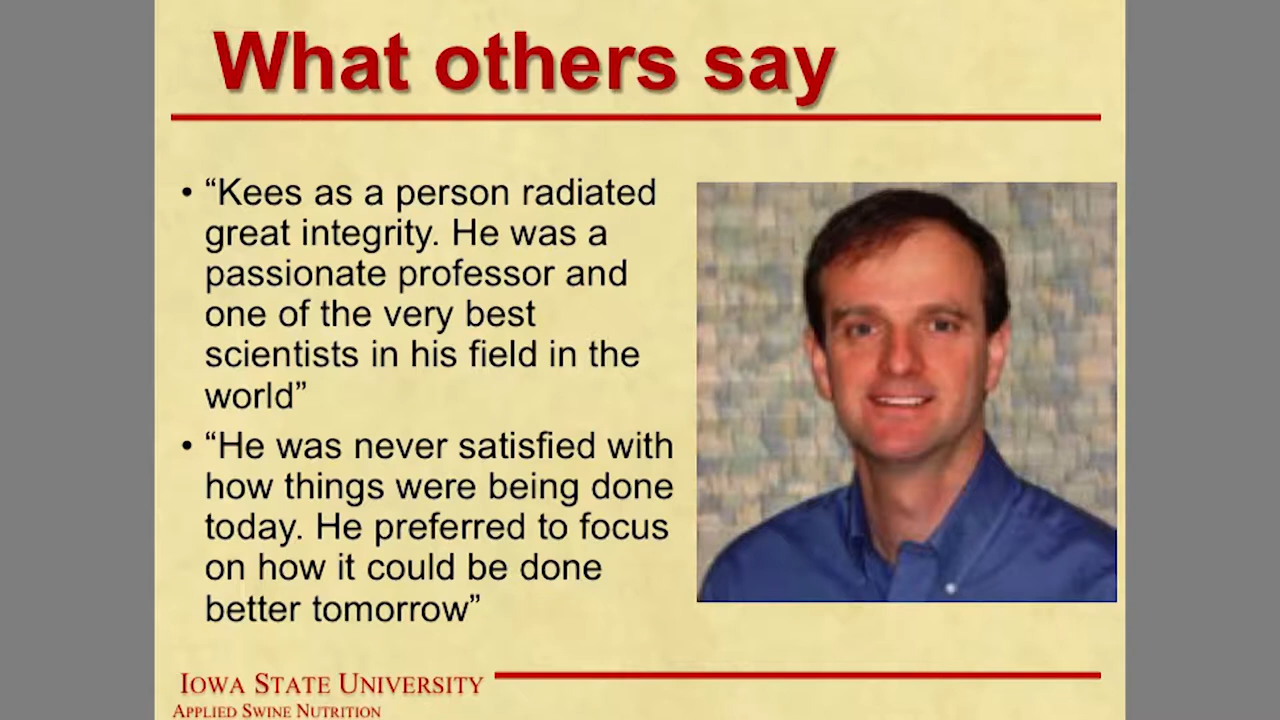 What others say
• “Kees as a person radiated
great integrity. He was a
passionate professor and
one of the very best
scientists in his field in the
world”
• “He was never satisfied with
how things were being done
today. He preferred to focus
on how it could be done
better tomorrow”
IOWA STATE UNIVERSITY
APPLIED SWINE NUTRITION